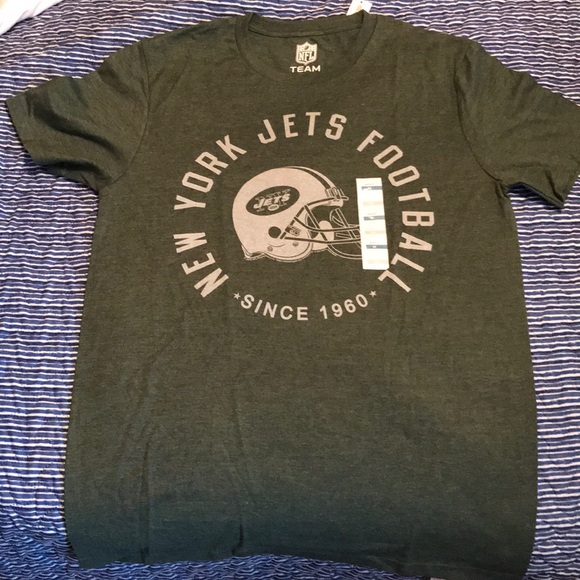 NFL
TEAM
NEW YORK JETS FOOTBALL
JETS
*SINCE 1960*